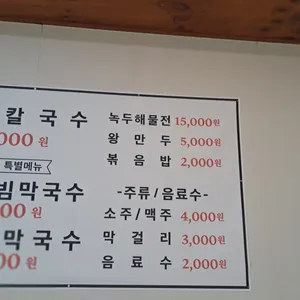 칼국수
000원
특별메뉴
빔막국수
00원
막국수
00원
녹두해물전 15,000원
왕만두 5,000원
볶음밥 2,000원
-주류/음료수-
소주/맥주 4,000원
막걸리 3,000원
음료수 2,000원